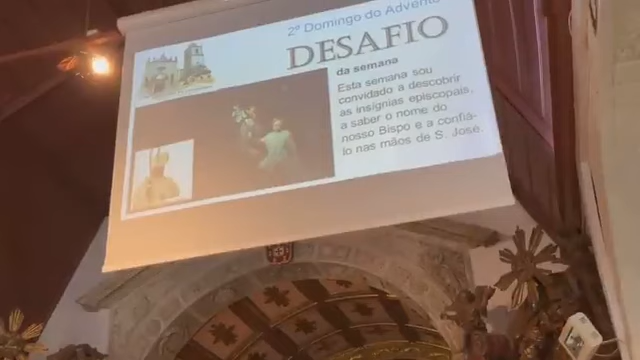 2º Domingo do Advento
DESAFIO
da semana
Esta semana sou
convidado a descobrir
as insígnias episcopais,
a saber o nome do
nosso Bispo e a confiá-
lo nas mãos de S. José.